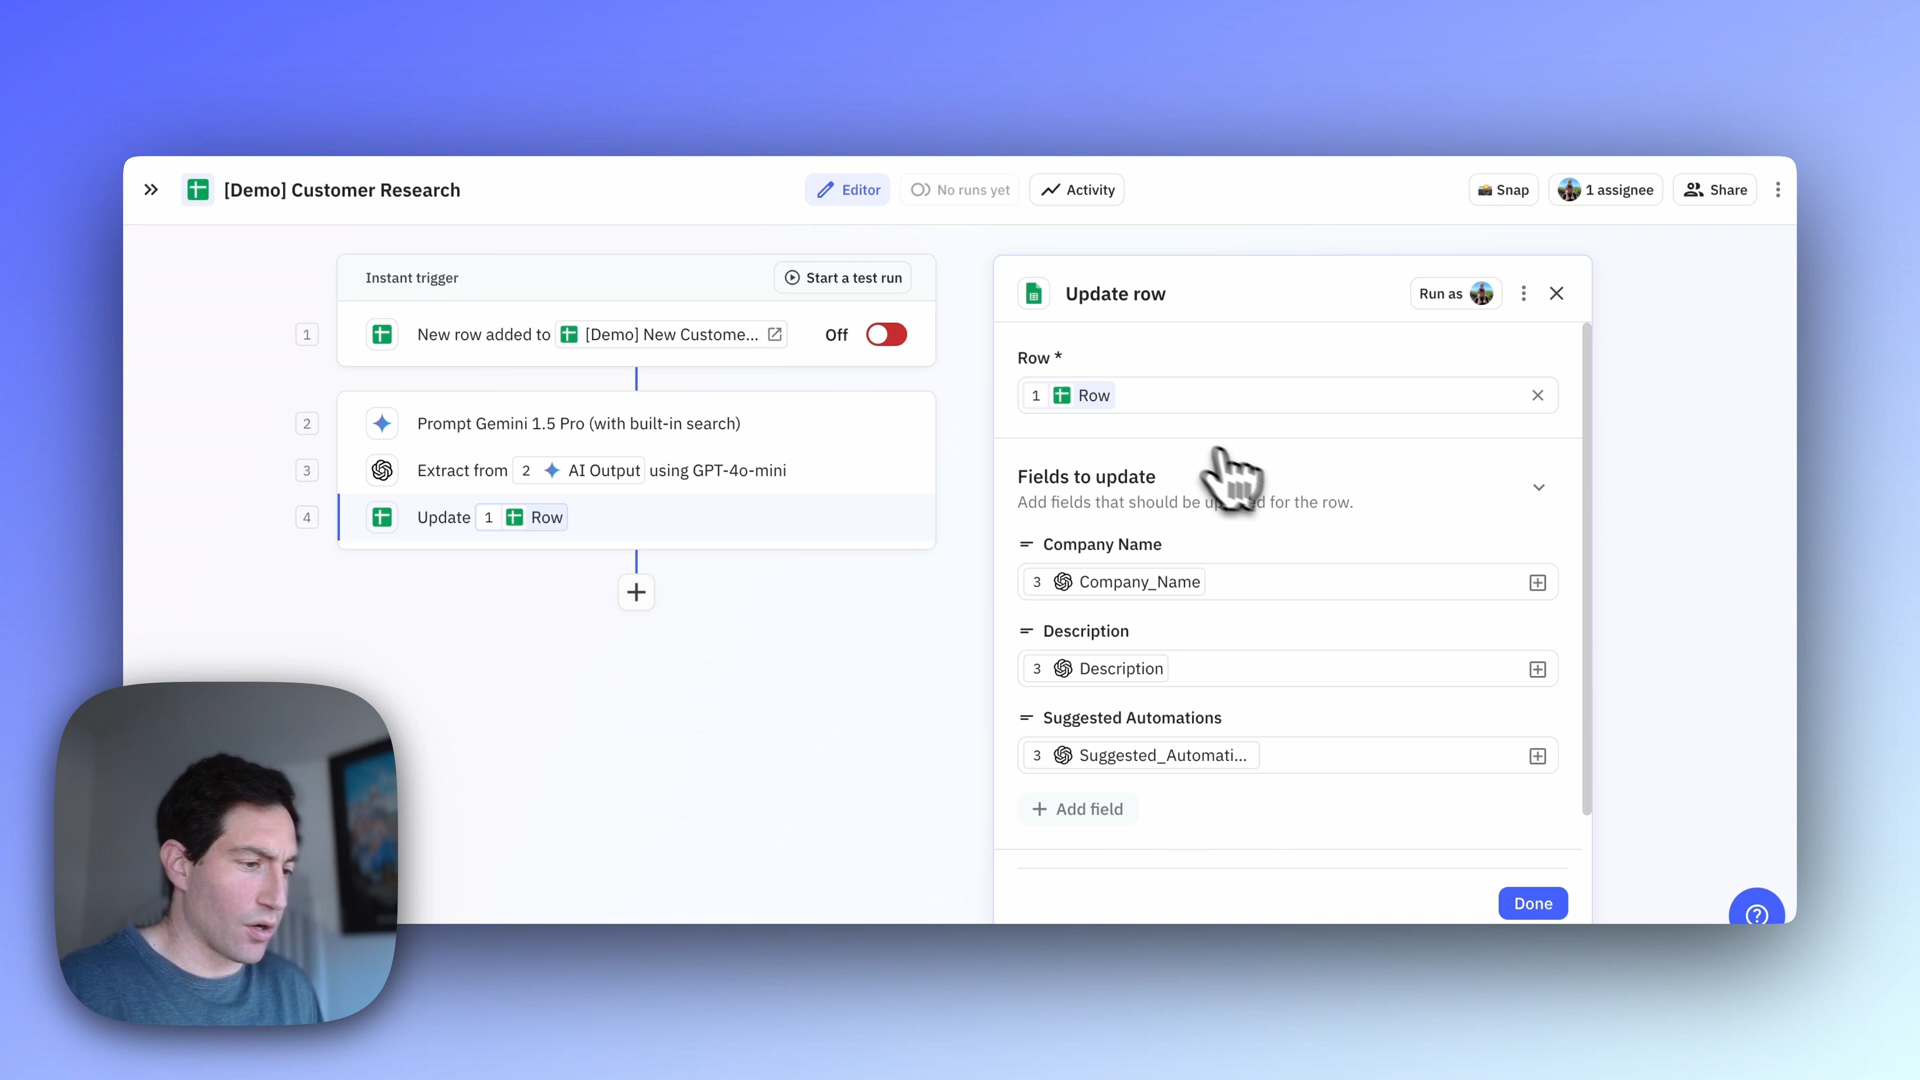 [Demo] Customer Research
Editor
No runs yet
Activity
Snap
1 assignee
Share
Instant trigger
Start a test run
1
New row added to [Demo] New Custome...
Off
2
Prompt Gemini 1.5 Pro (with built-in search)
3
Extract from 2 AI Output using GPT-4o-mini
4
Update 1 Row
Update row
Run as
Row *
1 Row
Fields to update
Add fields that should be for the row.
Company Name
3 Company_Name
Description
3 Description
Suggested Automations
3 Suggested_Automati...
Add field
Done